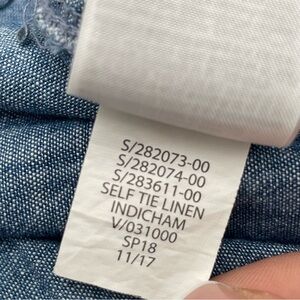 S/282073-00
S/282074-00
S/283611-00
SELF TIE LINEN
INDICHAM
V/031000
SP18
11/17